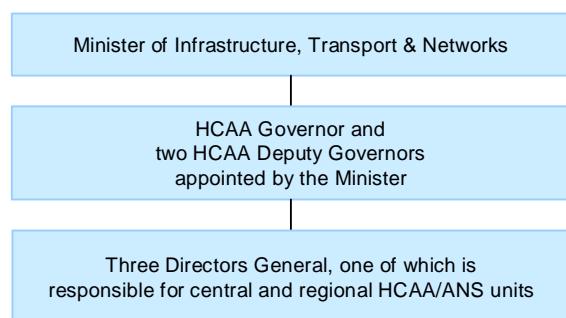 Minister of Infrastructure, Transport & Networks
HCAA Governor and
two HCAA Deputy Governors
appointed by the Minister
Three Directors General, one of which is
responsible for central and regional HCAA/ANS units